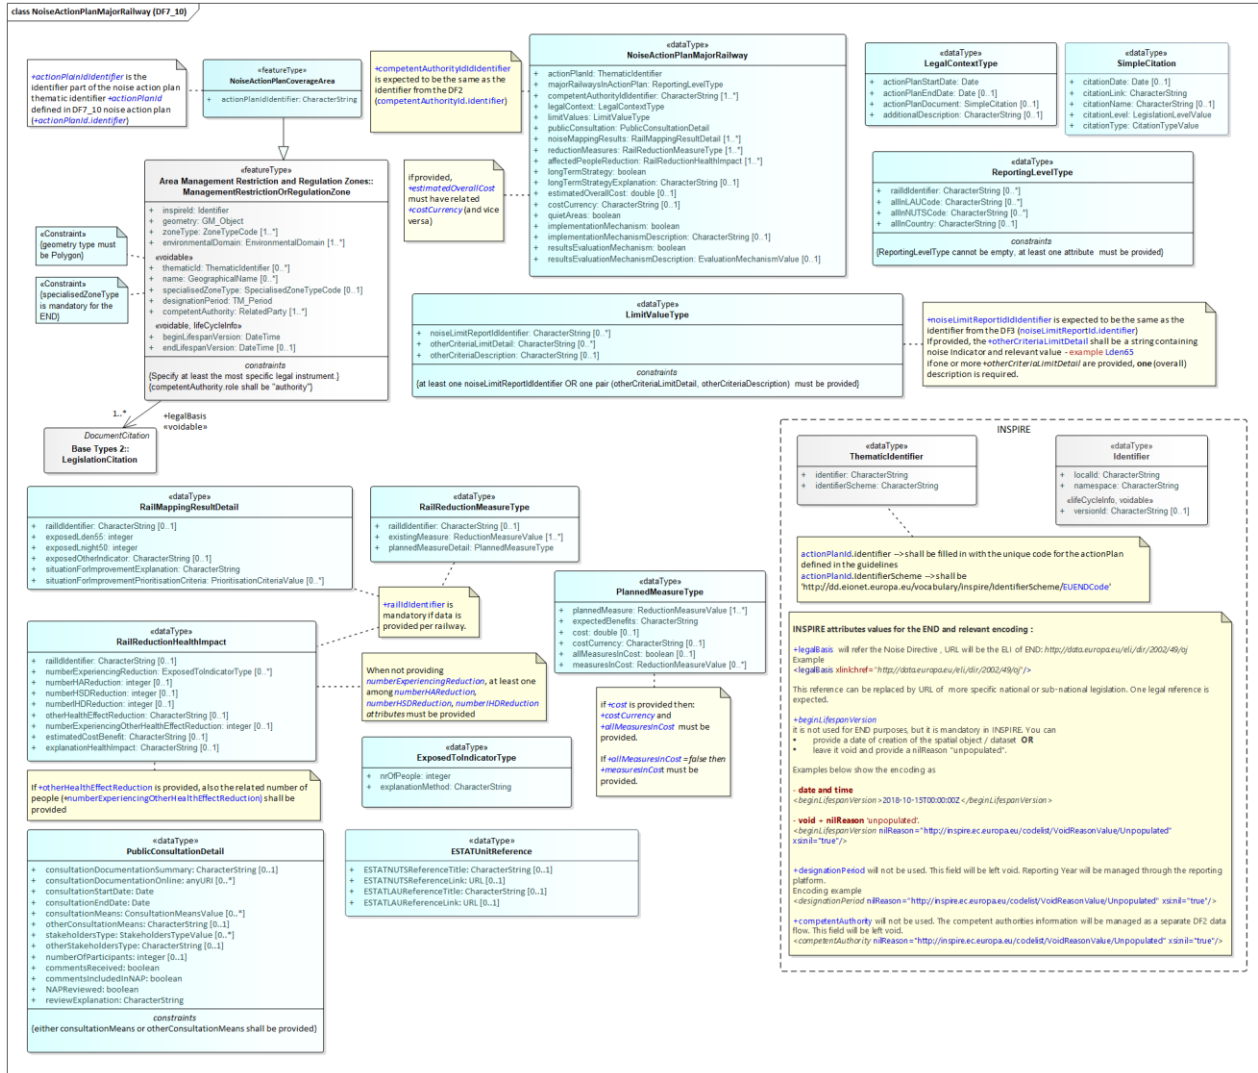 class NoiseActionPlanMajorRailway (DF7_10)
+actionPlainIdIdentifier is the
identifier part of the noise action plan
thematic identifier +actionPlanId
defined in DF7_10 noise action plan
(+actionPlanId.identifier)
«featureType»
NoiseActionPlanCoverageArea
+ actionPlanIdIdentifier: CharacterString
+competentAuthorityIdIdentifier
is expected to be the same as the
identifier from the DF2
(competentAuthorityId.identifier)
«dataType»
NoiseActionPlanMajorRailway
+ actionPlanId: ThematicIdentifier
+ majorRailwaysInActionPlan: ReportingLevelType
+ competentAuthorityIdIdentifier: CharacterString [1..*]
+ legalContext: LegalContextType
+ limitValues: LimitValueType
+ publicConsultation: PublicConsultationDetail
+ noiseMappingResults: RailMappingResultDetail [1..*]
+ reductionMeasures: RailReductionMeasureType [1..*]
+ affectedPeopleReduction: RailReductionHealthImpact [1..*]
+ longTermStrategy: boolean
+ longTermStrategyExplanation: CharacterString [0..1]
+ estimatedOverallCost: double [0..1]
+ costCurrency: CharacterString [0..1]
+ quietAreas: boolean
+ implementationMechanism: boolean
+ implementationMechanismDescription: CharacterString [0..1]
+ resultsEvaluationMechanism: boolean
+ resultsEvaluationMechanismDescription: EvaluationMechanismValue [0..1]
«dataType»
LegalContextType
+ actionPlanStartDate: Date
+ actionPlanEndDate: Date [0..1]
+ actionPlanDocument: SimpleCitation [0..1]
+ additionalDescription: CharacterString [0..1]
«dataType»
SimpleCitation
+ citationDate: Date [0..1]
+ citationLink: CharacterString
+ citationName: CharacterString [0..1]
+ citationLevel: LegislationLevelValue
+ citationType: CitationTypeValue
if provided,
+estimatedOverallCost
must have related
+costCurrency (and vice
versa)
«dataType»
ReportingLevelType
+ railIdIdentifier: CharacterString [0..*]
+ allInLAUCode: CharacterString [0..*]
+ allInNUTSCode: CharacterString [0..*]
+ allInCountry: CharacterString [0..1]
constraints
{ReportingLevelType cannot be empty, at least one attribute must be provided}
«featureType»
Area Management Restriction and Regulation Zones::
ManagementRestrictionOrRegulationZone
+ inspireId: Identifier
+ geometry: GM_Object
+ zoneType: ZoneTypeCode [1..*]
+ environmentalDomain: EnvironmentalDomain [1..*]
«voidable»
+ thematicId: ThematicIdentifier [0..*]
+ name: GeographicalName [0..*]
+ specialisedZoneType: SpecialisedZoneTypeCode [0..1]
+ designationPeriod: TM_Period
+ competentAuthority: RelatedParty [1..*]
«voidable, lifeCycleInfo»
+ beginLifespanVersion: DateTime
+ endLifespanVersion: DateTime [0..1]
constraints
{Specify at least the most specific legal instrument.}
{competentAuthority.role shall be "authority"}
«Constraint»
{geometry type must
be Polygon}
«Constraint»
{specialisedZoneType
is mandatory for the
END}
1..*
+legalBasis
«voidable»
DocumentCitation
Base Types 2::
LegislationCitation
«dataType»
LimitValueType
+ noiseLimitReportIdIdentifier: CharacterString [0..*]
+ otherCriteriaLimitDetail: CharacterString [0..*]
+ otherCriteriaDescription: CharacterString [0..1]
constraints
{at least one noiseLimitReportIdIdentifier OR one pair (otherCriteriaLimitDetail, otherCriteriaDescription) must be provided}
+noiseLimitReportIdIdentifier is expected to be the same as the
identifier from the DF3 (noiseLimitReportId.identifier)
If provided, the +otherCriteriaLimitDetail shall be a string containing
noise Indicator and relevant value - example Lden65
if one or more +otherCriteriaLimitDetail are provided, one (overall)
description is required.
INSPIRE
«dataType»
ThematicIdentifier
+ identifier: CharacterString
+ identifierScheme: CharacterString
«dataType»
Identifier
+ localId: CharacterString
+ namespace: CharacterString
«lifeCycleInfo, voidable»
+ versionId: CharacterString [0..1]
actionPlanId.identifier -->shall be filled in with the unique code for the actionPlan
defined in the guidelines
actionPlanId.IdentifierScheme -->shall be
'http://dd.eionet.europa.eu/vocabulary/inspire/IdentifierScheme/EUENDCode'
INSPIRE attributes values for the END and relevant encoding :
+legalBasis will refer the Noise Directive , URL will be the ELI of END: http://data.europa.eu/eli/dir/2002/49/oj
Example
<legalBasis xlink:href="http://data.europa.eu/eli/dir/2002/49/oj"/>
This reference can be replaced by URL of more specific national or sub-national legislation. One legal reference is
expected.
+beginLifespanVersion
it is not used for END purposes, but it is mandatory in INSPIRE. You can
• provide a date of creation of the spatial object / dataset OR
• leave it void and provide a nilReason "unpopulated".
Examples below show the encoding as
- date and time
<beginLifespanVersion>2018-10-15T00:00:00Z</beginLifespanVersion>
- void + nilReason 'unpopulated'.
<beginLifespanVersion nilReason="http://inspire.ec.europa.eu/codelist/VoidReasonValue/Unpopulated"
xsi:nil="true"/>
+designationPeriod will not be used. This field will be left void. Reporting Year will be managed through the reporting
platform.
Encoding example
<designationPeriod nilReason="http://inspire.ec.europa.eu/codelist/VoidReasonValue/Unpopulated" xsi:nil="true"/>
+competentAuthority will not be used. The competent authorities information will be managed as a separate DF2 data
flow. This field will be left void.
<competentAuthority nilReason="http://inspire.ec.europa.eu/codelist/VoidReasonValue/Unpopulated" xsi:nil="true"/>
«dataType»
RailMappingResultDetail
+ railIdIdentifier: CharacterString [0..1]
+ exposedLden55: integer
+ exposedLnight50: integer
+ exposedOtherIndicator: CharacterString [0..1]
+ situationForImprovementExplanation: CharacterString
+ situationForImprovementPrioritisationCriteria: PrioritisationCriteriaValue [0..*]
«dataType»
RailReductionMeasureType
+ railIdIdentifier: CharacterString [0..1]
+ existingMeasure: ReductionMeasureValue [1..*]
+ plannedMeasureDetail: PlannedMeasureType
+railIdIdentifier is
mandatory if data is
provided per railway.
«dataType»
PlannedMeasureType
+ plannedMeasure: ReductionMeasureValue [1..*]
+ expectedBenefits: CharacterString
+ cost: double [0..1]
+ costCurrency: CharacterString [0..1]
+ allMeasuresInCost: boolean [0..1]
+ measuresInCost: ReductionMeasureValue [0..*]
«dataType»
RailReductionHealthImpact
+ railIdIdentifier: CharacterString [0..1]
+ numberExperiencingReduction: ExposedToIndicatorType [0..*]
+ numberHAReduction: integer [0..1]
+ numberHSDReduction: integer [0..1]
+ numberIHDReduction: integer [0..1]
+ otherHealthEffectReduction: CharacterString [0..1]
+ numberExperiencingOtherHealthEffectReduction: integer [0..1]
+ estimatedCostBenefit: CharacterString [0..1]
+ explanationHealthImpact: CharacterString [0..1]
When not providing
numberExperiencingReduction, at least one
among numberHAReduction,
numberHSDReduction, numberIHDReduction
attributes must be provided
if +cost is provided then:
+costCurrency and
+allMeasuresInCost must be
provided.
If +allMeasuresInCost=false then
+measuresInCost must be
provided.
«dataType»
ExposedToIndicatorType
+ nrOfPeople: integer
+ explanationMethod: CharacterString
If +otherHealthEffectReduction is provided, also the related number of
people (+numberExperiencingOtherHealthEffectReduction) shall be
provided
«dataType»
PublicConsultationDetail
+ consultationDocumentationSummary: CharacterString [0..1]
+ consultationDocumentationOnline: anyURI [0..*]
+ consultationStartDate: Date
+ consultationEndDate: Date
+ consultationMeans: ConsultationMeansValue [0..*]
+ otherConsultationMeans: CharacterString [0..1]
+ stakeholdersType: StakeholdersTypeValue [0..*]
+ otherStakeholdersType: CharacterString [0..1]
+ numberOfParticipants: integer [0..1]
+ commentsReceived: boolean
+ commentsIncludedInNAP: boolean
+ NAPReviewed: boolean
+ reviewExplanation: CharacterString
constraints
{either consultationMeans or otherConsultationMeans shall be provided}
«dataType»
ESTATUnitReference
+ ESTATNUTSReferenceTitle: CharacterString [0..1]
+ ESTATNUTSReferenceLink: URL [0..1]
+ ESTATLAUReferenceTitle: CharacterString [0..1]
+ ESTATLAUReferenceLink: URL [0..1]